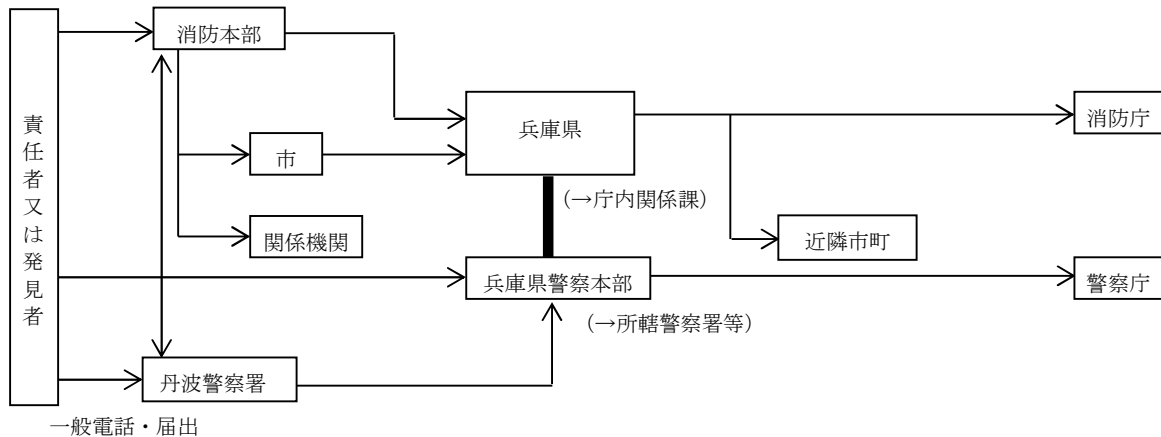 責任者又は発見者
消防本部
兵庫県
消防庁
市
(→庁内関係課)
関係機関
近隣市町
兵庫県警察本部
警察庁
(→所轄警察署等)
丹波警察署
一般電話・届出